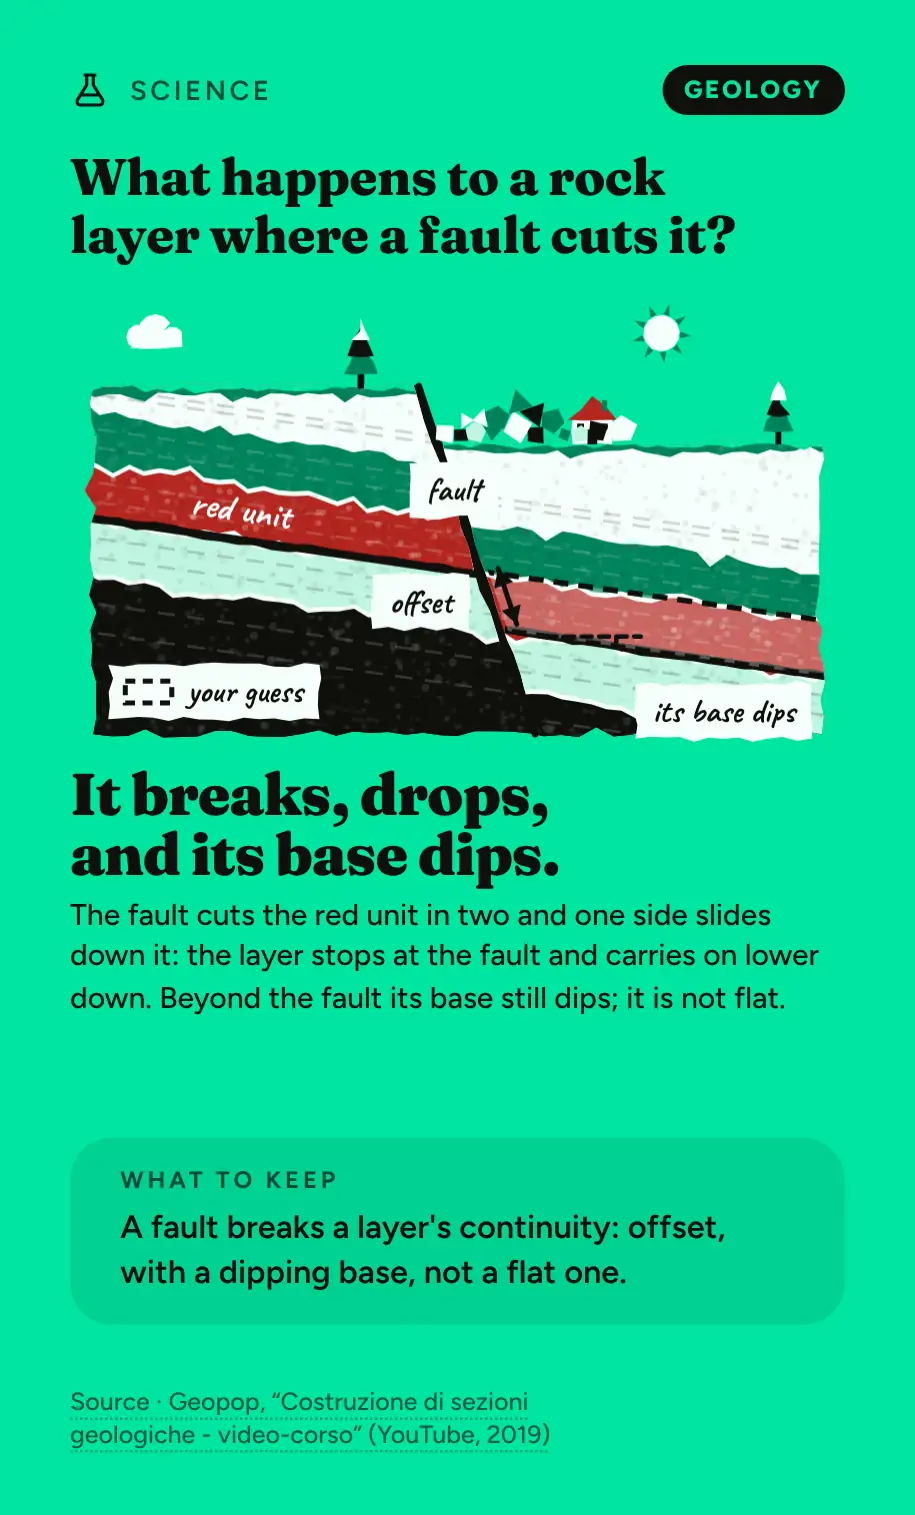 SCIENCE
GEOLOGY
What happens to a rock
layer where a fault cuts it?
fault
red unit
offset
your guess
its base dips
It breaks, drops,
and its base dips.
The fault cuts the red unit in two and one side slides
down it: the layer stops at the fault and carries on lower
down. Beyond the fault its base still dips; it is not flat.
WHAT TO KEEP
A fault breaks a layer's continuity: offset,
with a dipping base, not a flat one.
Source · Geopop, “Costruzione di sezioni
geologiche - video-corso” (YouTube, 2019)